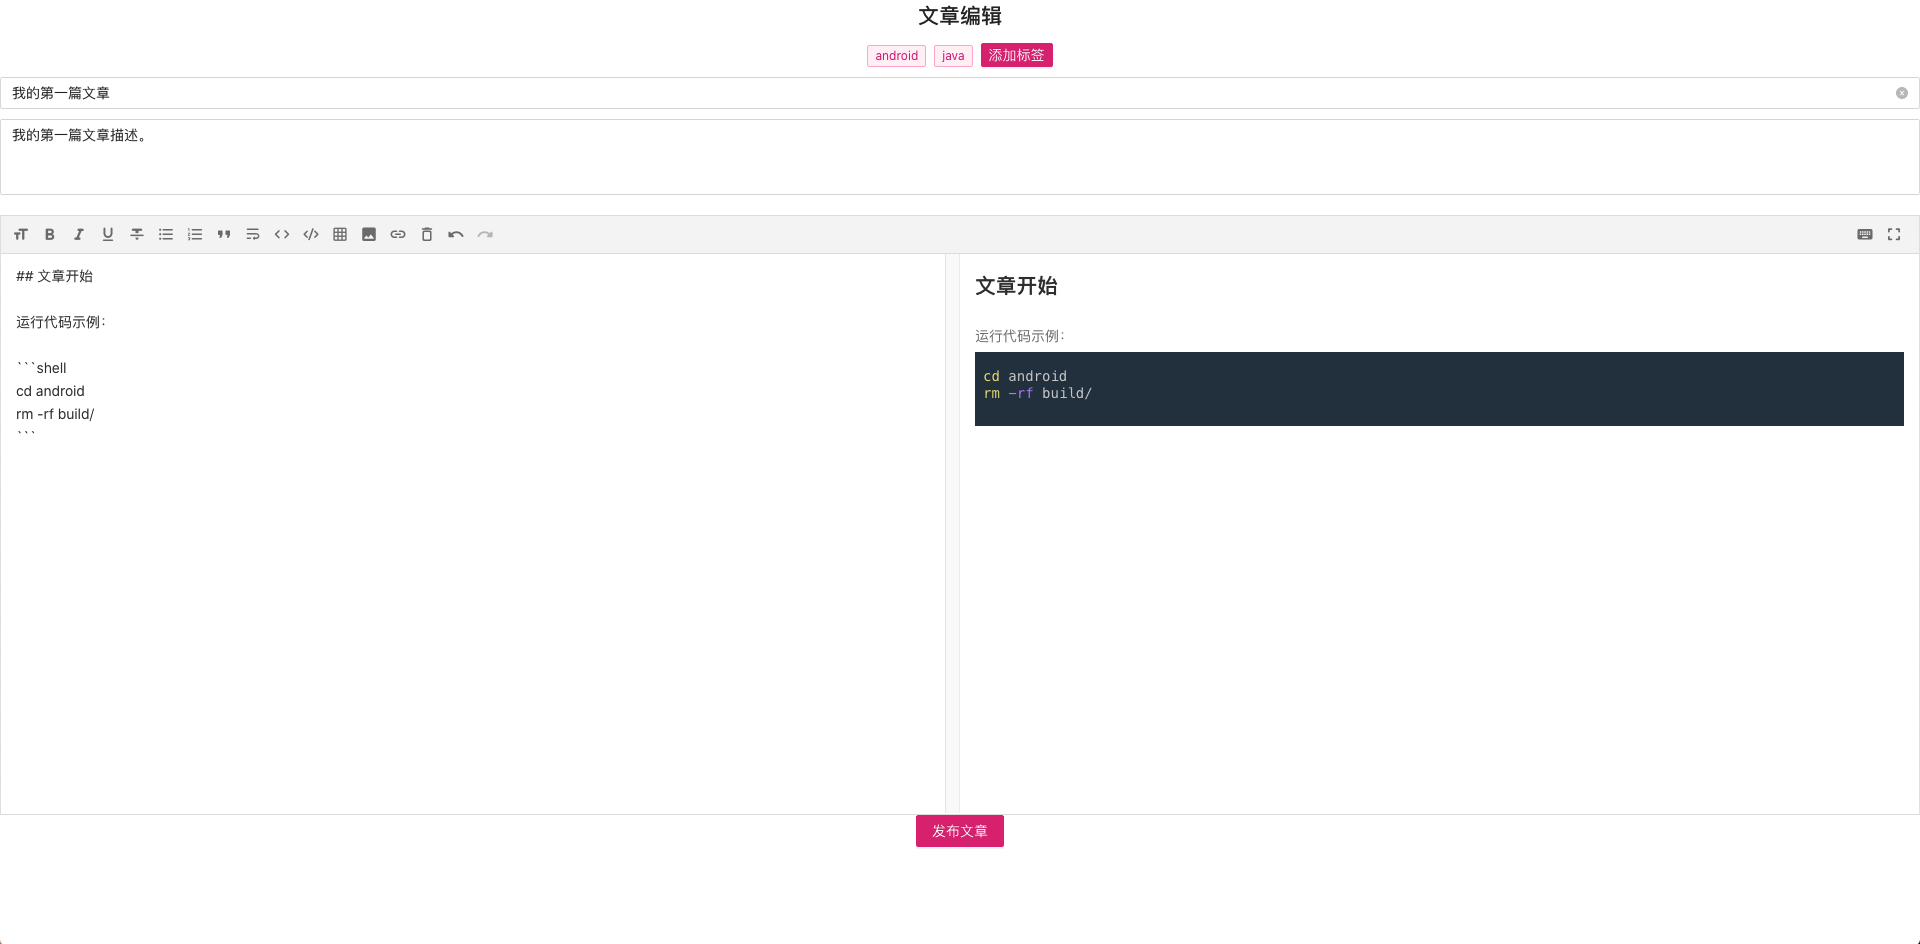 文章编辑
android java 添加标签
我的第一篇文章
我的第一篇文章描述。
## 文章开始
运行代码示例：
```shell
cd android
rm -rf build/
```
文章开始
运行代码示例：
cd android
rm -rf build/
发布文章